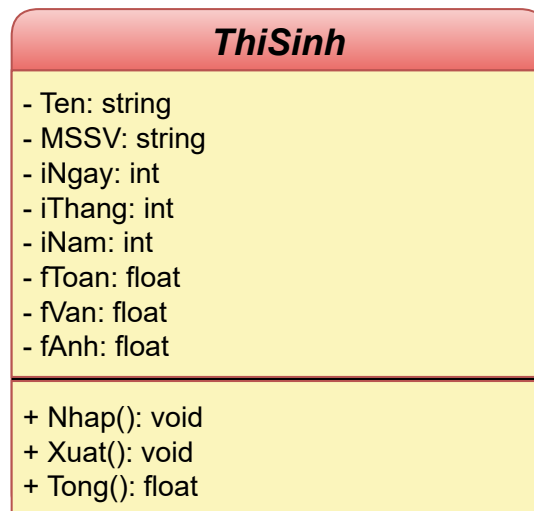 ThiSinh
- Ten: string
- MSSV: string
- iNgay: int
- iThang: int
- iNam: int
- fToan: float
- fVan: float
- fAnh: float
+ Nhap(): void
+ Xuat(): void
+ Tong(): float